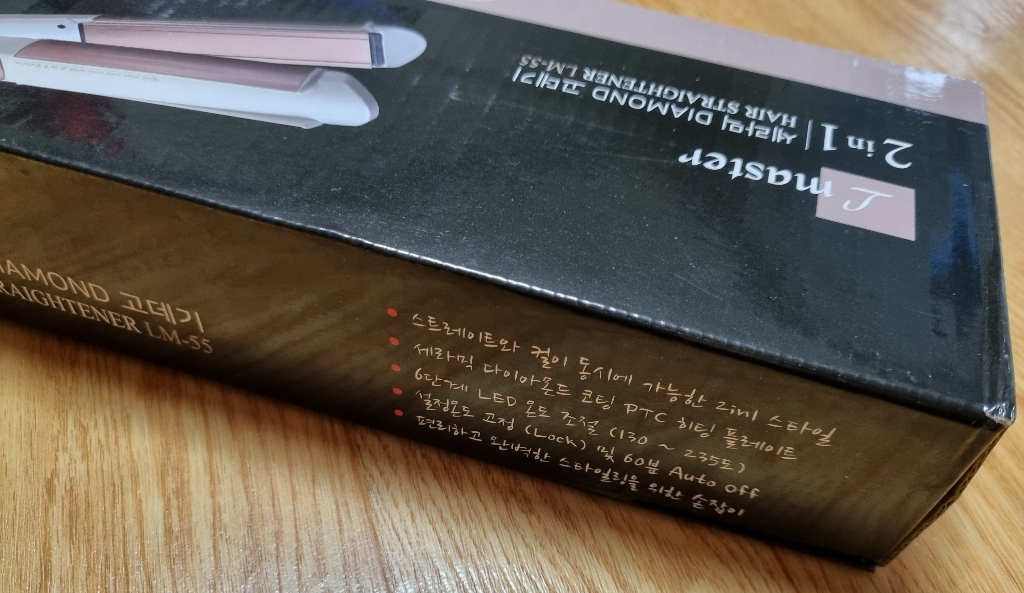 L master
2 in 1
세라믹 DIAMOND 고데기
HAIR STRAIGHTENER LM-55
IAMOND 고데기
RAIGHTENER LM-55
스트레이트와 컬이 동시에 가능한 2in1 스타일
세라믹 다이아몬드 코팅 PTC 히팅 플레이트
6단계 LED 온도 조절 (130 ~ 235도)
설정온도 고정 (Lock) 및 60분 Auto off
편리하고 완벽한 스타일링을 위한 손잡이